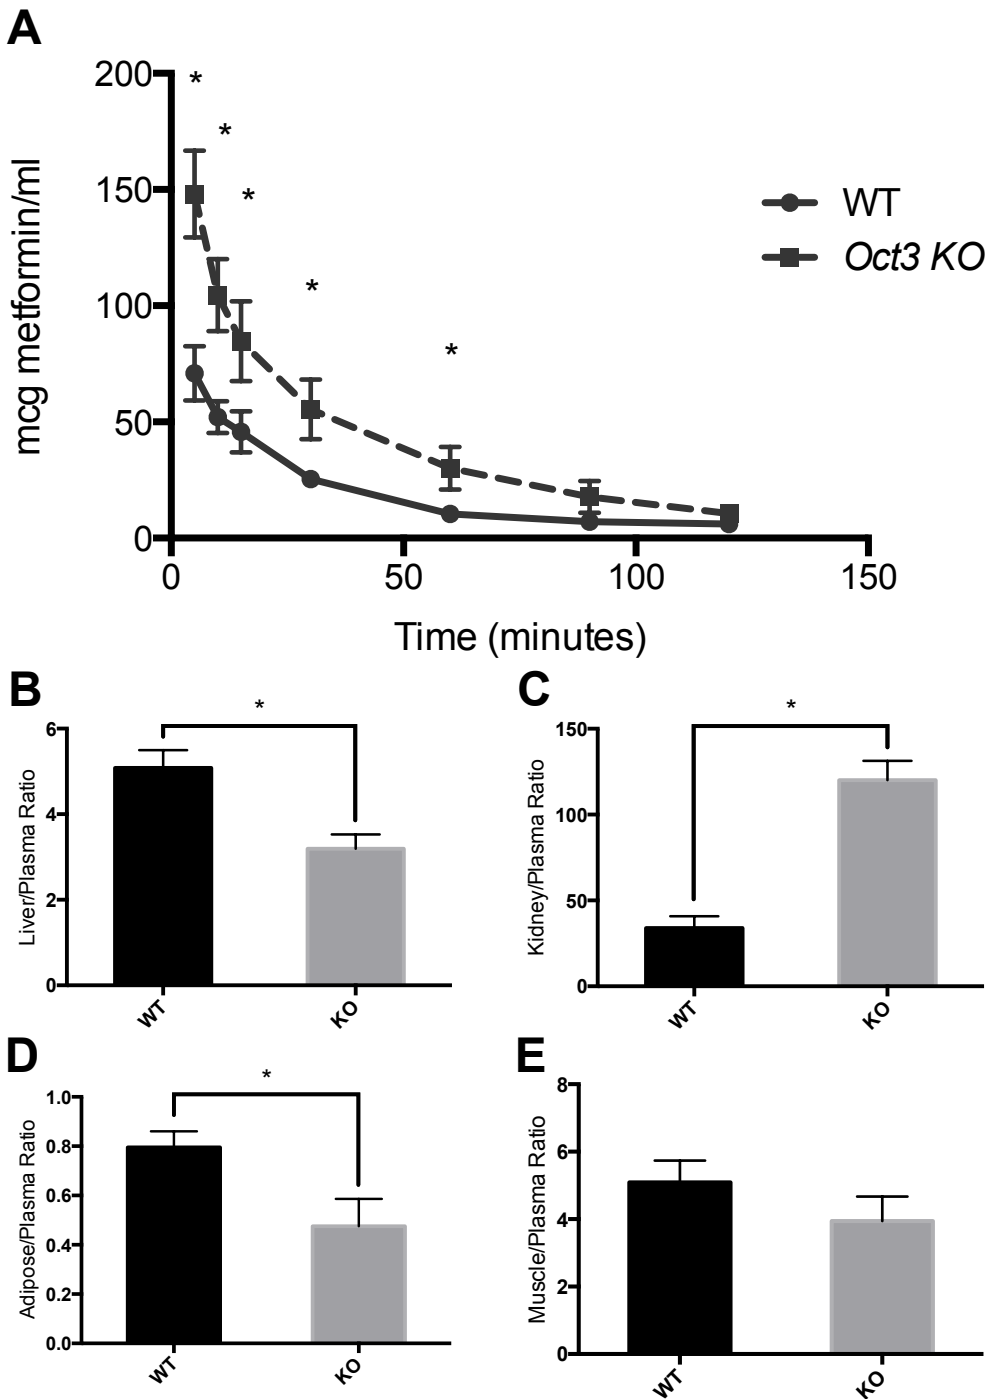 A
200
150
100
50
0
mcg metformin/ml
*
*
*
*
*
WT
Oct3 KO
0 50 100 150
Time (minutes)
B
6
4
2
0
Liver/Plasma Ratio
*
WT KO
C
150
100
50
0
Kidney/Plasma Ratio
*
WT KO
D
1.0
0.8
0.6
0.4
0.2
0.0
Adipose/Plasma Ratio
*
WT KO
E
8
6
4
2
0
Muscle/Plasma Ratio
WT KO